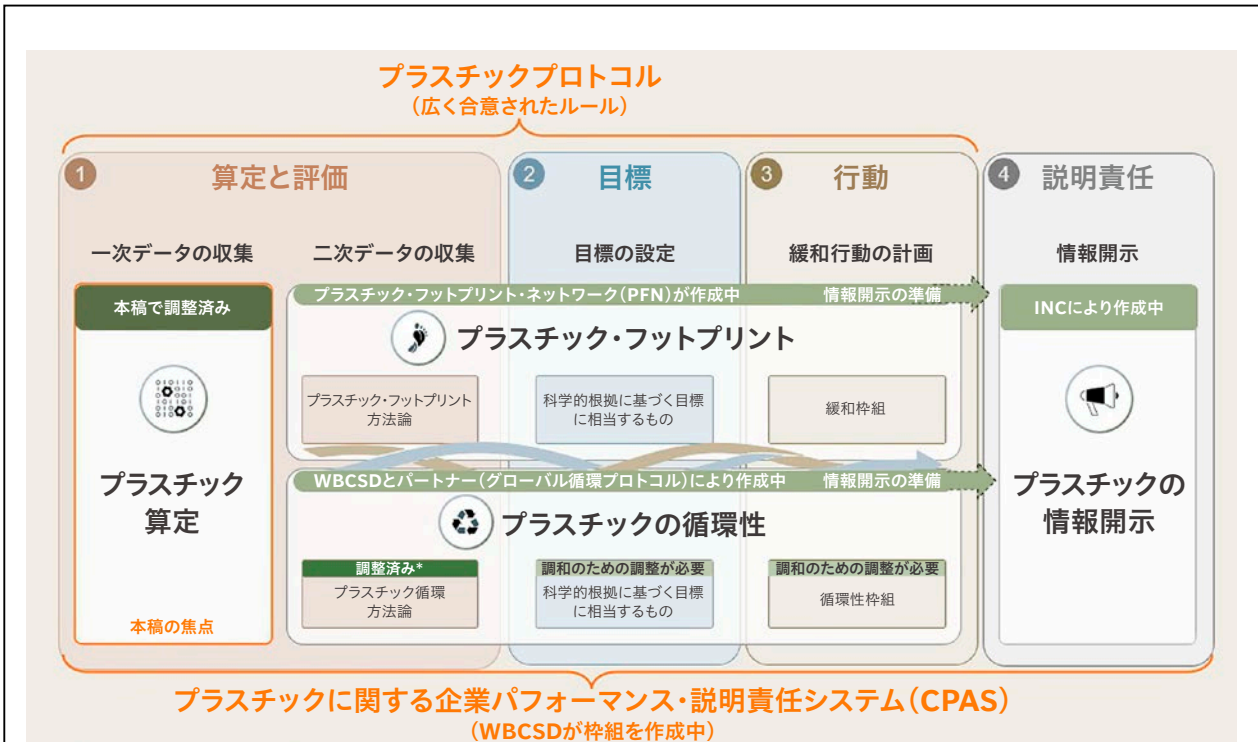 プラスチックプロトコル
（広く合意されたルール）
1 算定と評価
2 目標
3 行動
4 説明責任
一次データの収集
二次データの収集
目標の設定
緩和行動の計画
情報開示
本稿で調整済み
プラスチック・フットプリント・ネットワーク（PFN）が作成中
情報開示の準備
INCにより作成中
プラスチック・フットプリント
プラスチック・フットプリント
方法論
科学的根拠に基づく目標
に相当するもの
緩和枠組
WBCSDとパートナー（グローバル循環プロトコル）により作成中
情報開示の準備
プラスチック
算定
プラスチックの循環性
プラスチックの
情報開示
調整済み*
プラスチック循環
方法論
調和のための調整が必要
科学的根拠に基づく目標
に相当するもの
調和のための調整が必要
循環性枠組
本稿の焦点
プラスチックに関する企業パフォーマンス・説明責任システム（CPAS）
（WBCSDが枠組を作成中）